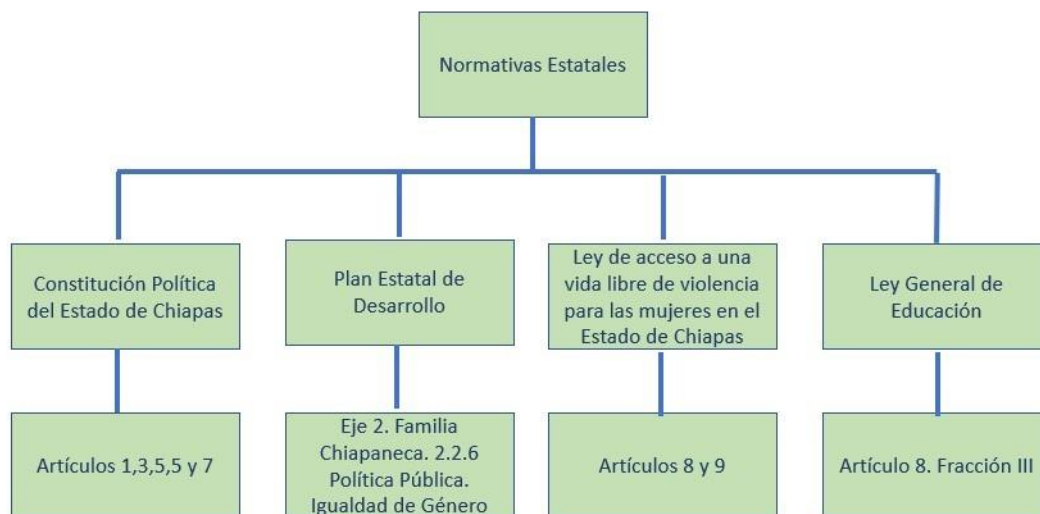 Normativas Estatales
Constitución Política
del Estado de Chiapas
Plan Estatal de
Desarrollo
Ley de acceso a una
vida libre de violencia
para las mujeres en el
Estado de Chiapas
Ley General de
Educación
Artículos 1,3,5,5 y 7
Eje 2. Familia
Chiapaneca. 2.2.6
Política Pública.
Igualdad de Género
Artículos 8 y 9
Artículo 8. Fracción III